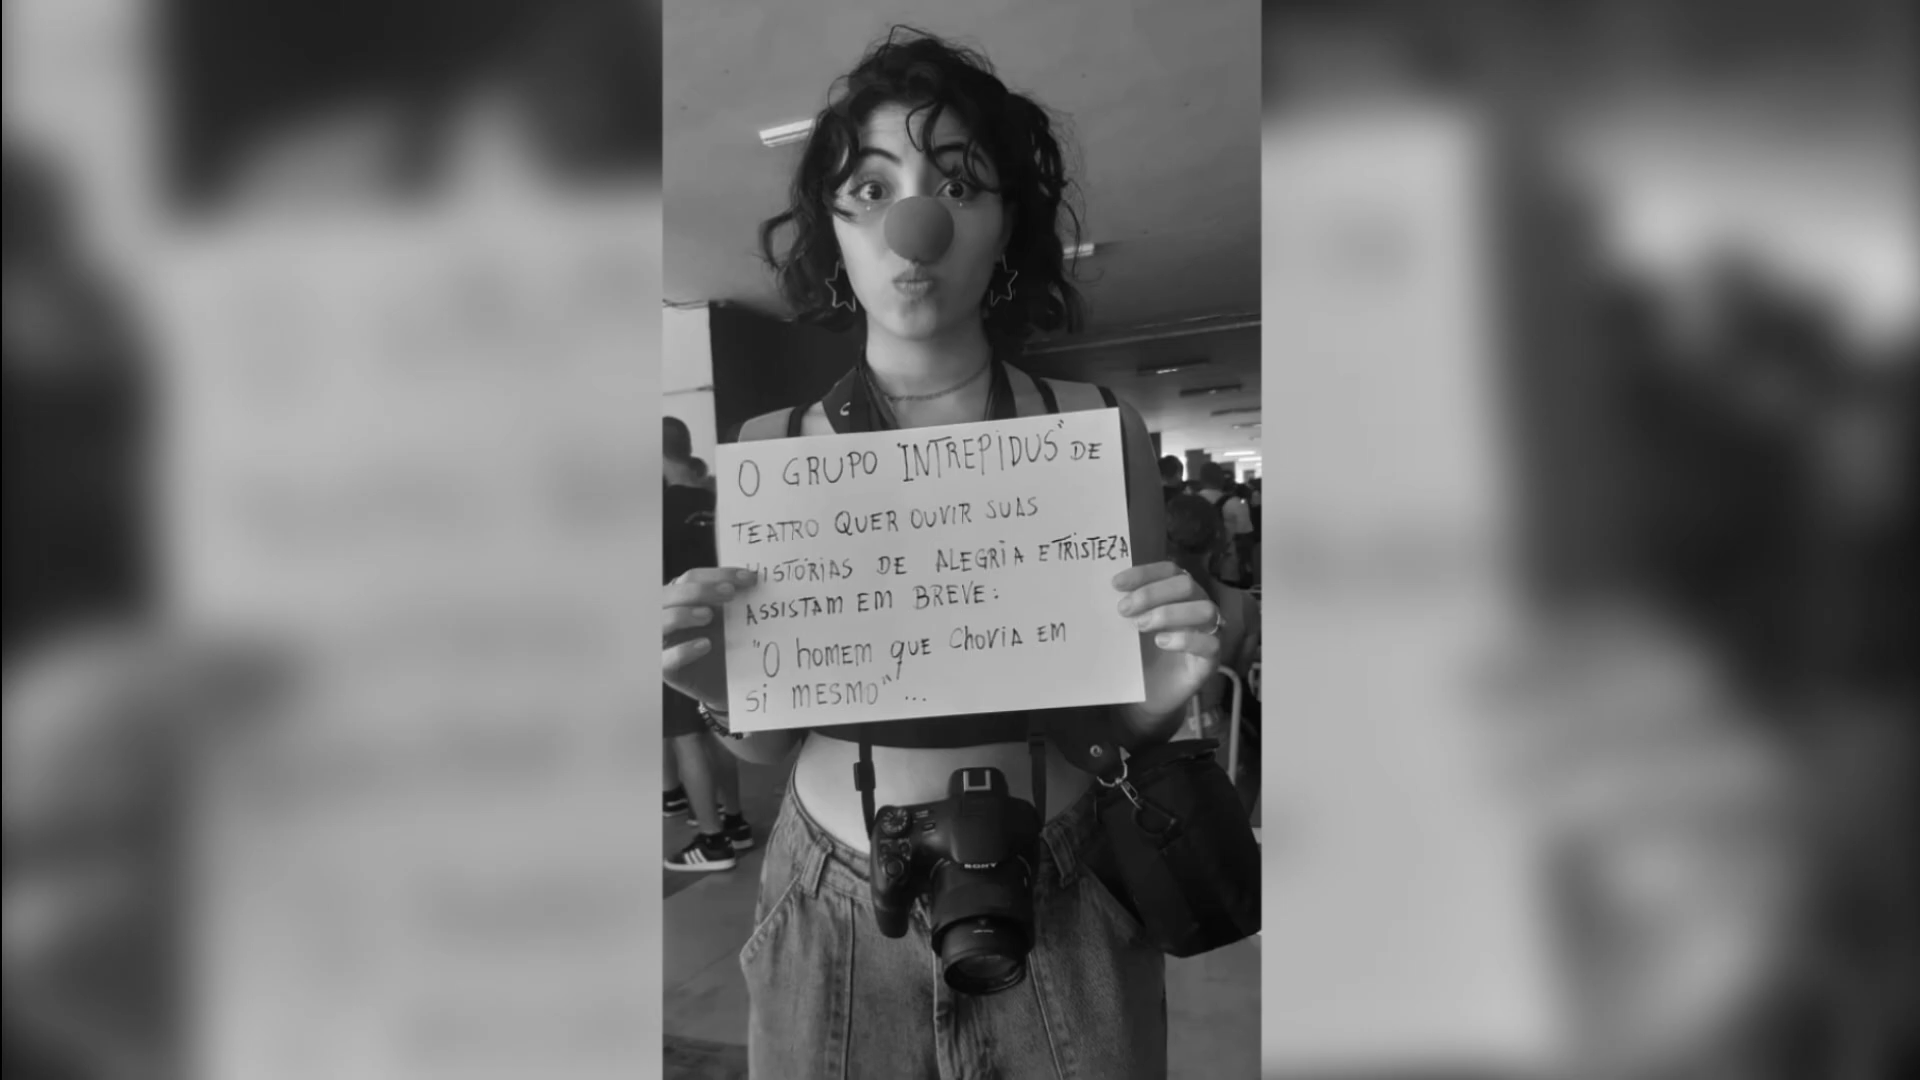 O GRUPO "INTREPIDUS" DE
TEATRO QUER OUVIR SUAS
HISTÓRIAS DE ALEGRIA E TRISTEZA
ASSISTAM EM BREVE:
"O homEM quE ChOViA EM
Si MESMO"...
SONY